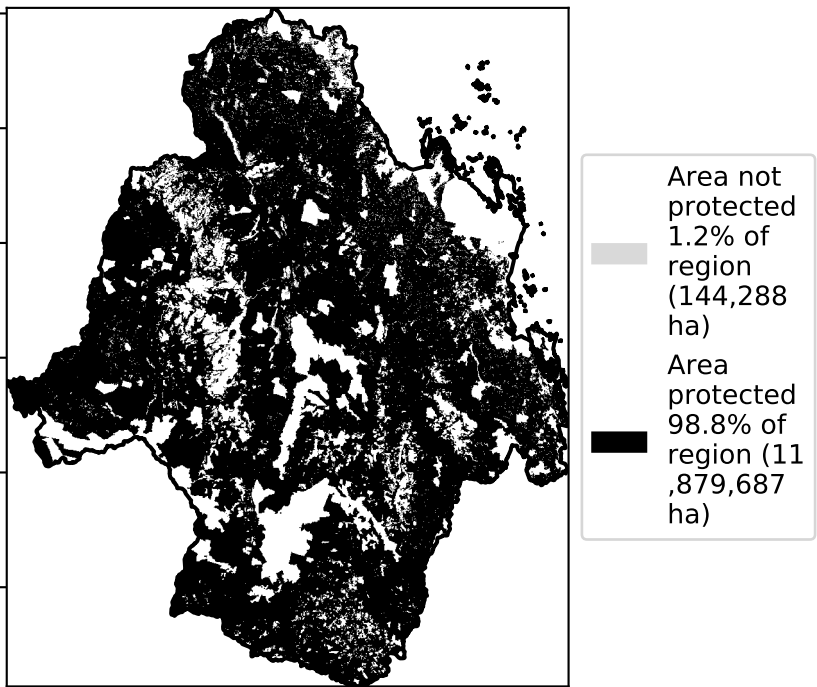 Area not
protected
1.2% of
region
(144,288
ha)
Area
protected
98.8% of
region (11
,879,687
ha)